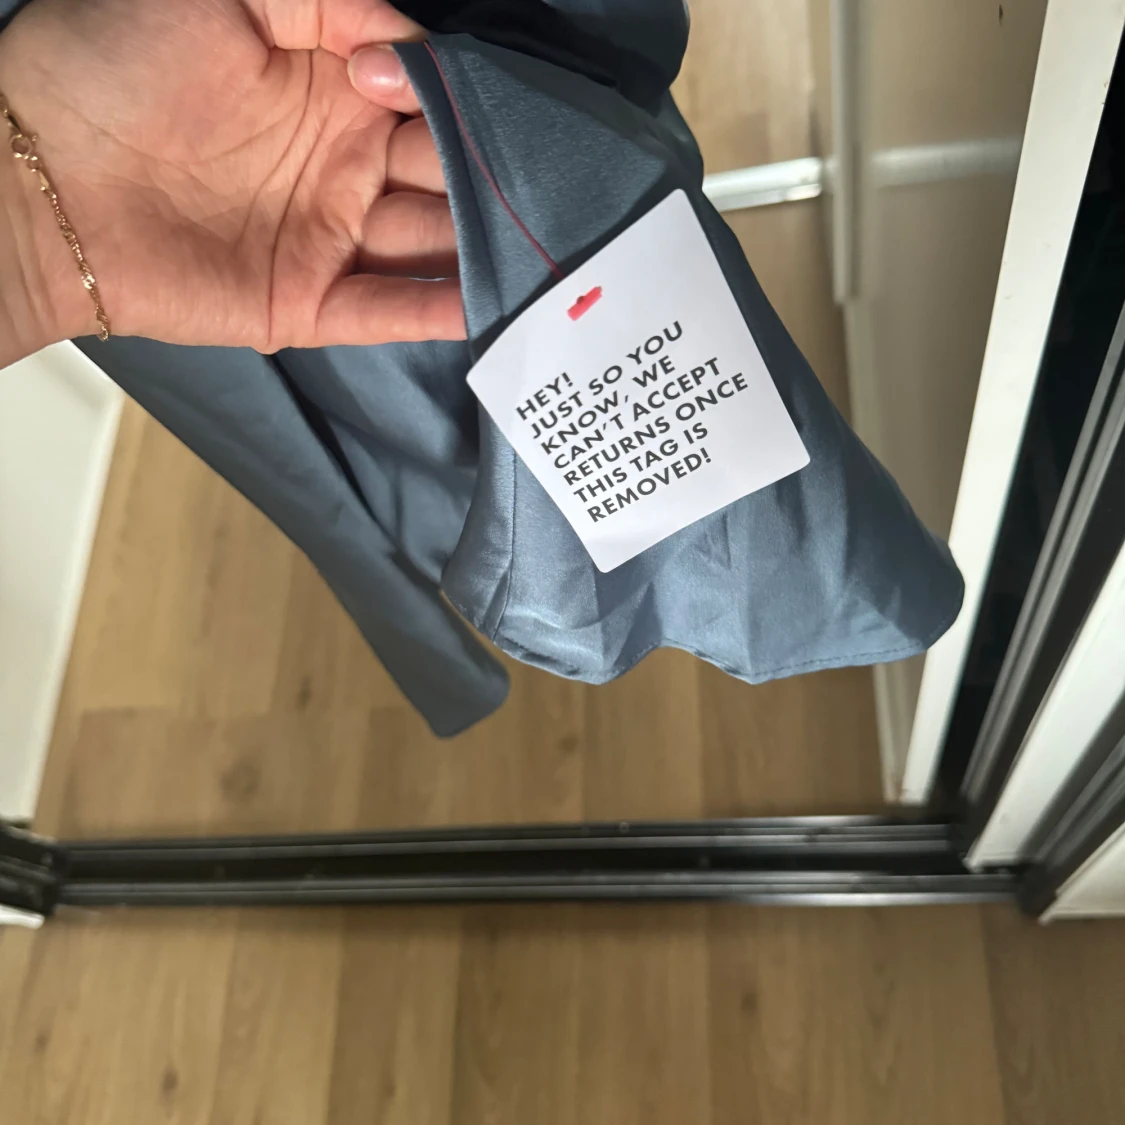 HEY!
JUST SO YOU
KNOW, WE
CAN'T ACCEPT
RETURNS ONCE
THIS TAG IS
REMOVED!